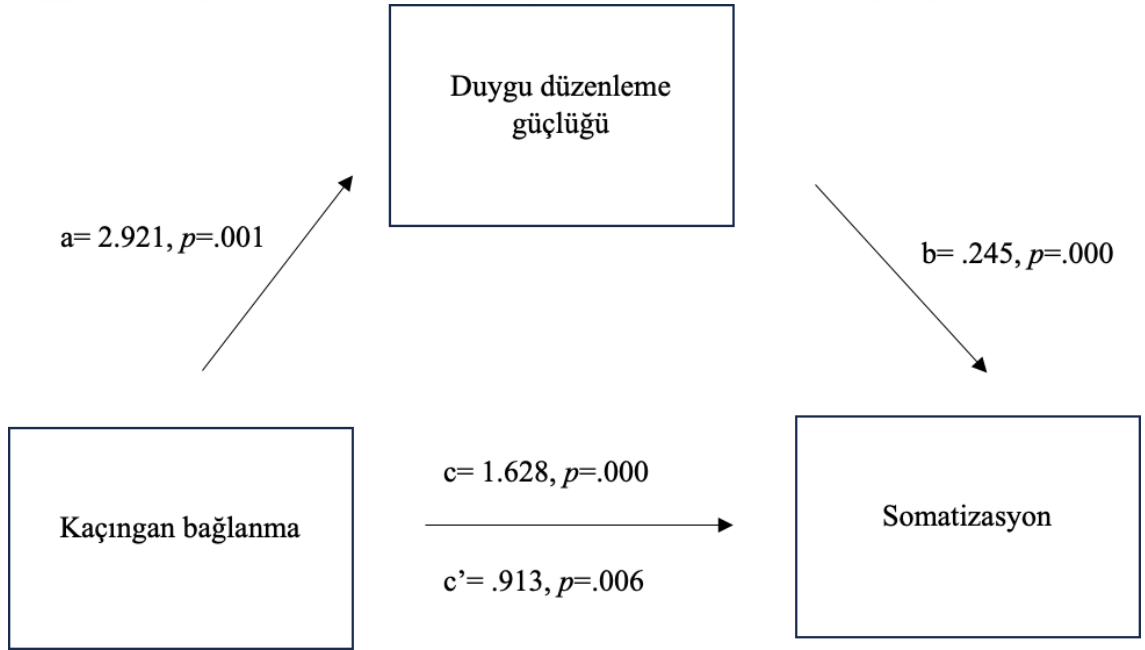 Duygu düzenleme
güçlüğü
a= 2.921, p=.001
b= .245, p=.000
c= 1.628, p=.000
Kaçıngan bağlanma
Somatizasyon
c’= .913, p=.006